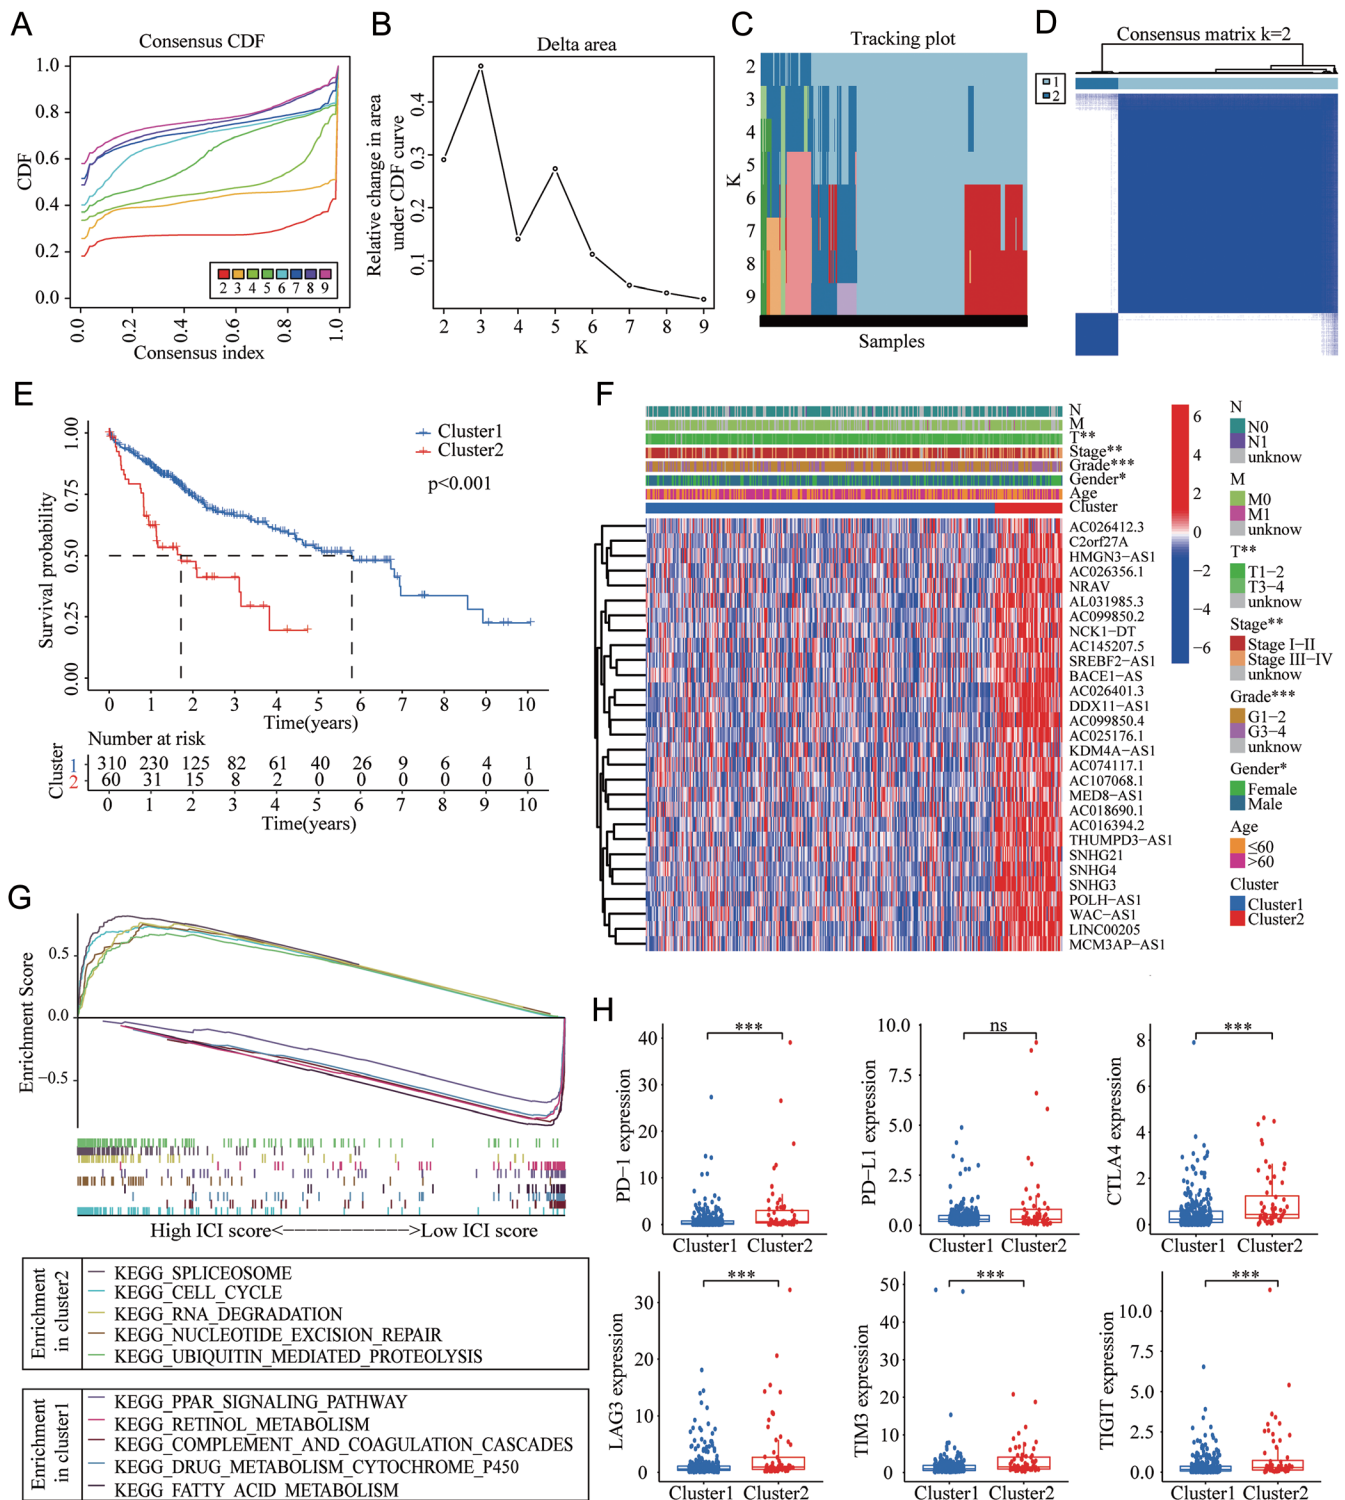 A
Consensus CDF
CDF
1.0
0.8
0.6
0.4
0.2
0.0
2 3 4 5 6 7 8 9
0.0 0.2 0.4 0.6 0.8 1.0
Consensus index
B
Delta area
Relative change in area
under CDF curve
0.4
0.3
0.2
0.1
2 3 4 5 6 7 8 9
K
C
Tracking plot
K
2
3
4
5
6
7
8
9
Samples
D
Consensus matrix k=2
1
2
E
Survival probability
1.00
0.75
0.50
0.25
0.00
Cluster1
Cluster2
p<0.001
0 1 2 3 4 5 6 7 8 9 10
Time(years)
Number at risk
Cluster
1 310 230 125 82 61 40 26 9 6 4 1
2 60 31 15 8 2 0 0 0 0 0 0
0 1 2 3 4 5 6 7 8 9 10
Time(years)
F
N
M
T**
Stage**
Grade***
Gender*
Age
Cluster
AC026412.3
C2orf27A
HMGN3−AS1
AC026356.1
NRAV
AL031985.3
AC099850.2
NCK1−DT
AC145207.5
SREBF2−AS1
BACE1−AS
AC026401.3
DDX11−AS1
AC099850.4
AC025176.1
KDM4A−AS1
AC074117.1
AC107068.1
MED8−AS1
AC018690.1
AC016394.2
THUMPD3−AS1
SNHG21
SNHG4
SNHG3
POLH−AS1
WAC−AS1
LINC00205
MCM3AP−AS1
6
4
2
0
−2
−4
−6
N
N0
N1
unknow
M
M0
M1
unknow
T**
T1−2
T3−4
unknow
Stage**
Stage I−II
Stage III−IV
unknow
Grade***
G1−2
G3−4
unknow
Gender*
Female
Male
Age
≤60
>60
Cluster
Cluster1
Cluster2
G
Enrichment Score
0.5
0.0
−0.5
High ICI score<−−−−−−−−−−−−>Low ICI score
Enrichment
in cluster2
KEGG_SPLICEOSOME
KEGG_CELL_CYCLE
KEGG_RNA_DEGRADATION
KEGG_NUCLEOTIDE_EXCISION_REPAIR
KEGG_UBIQUITIN_MEDIATED_PROTEOLYSIS
Enrichment
in cluster1
KEGG_PPAR_SIGNALING_PATHWAY
KEGG_RETINOL_METABOLISM
KEGG_COMPLEMENT_AND_COAGULATION_CASCADES
KEGG_DRUG_METABOLISM_CYTOCHROME_P450
KEGG_FATTY_ACID_METABOLISM
H
PD−1 expression
40
30
20
10
0
***
Cluster1 Cluster2
PD−L1 expression
10.0
7.5
5.0
2.5
0.0
ns
Cluster1 Cluster2
CTLA4 expression
8
6
4
2
0
***
Cluster1 Cluster2
LAG3 expression
30
20
10
0
***
Cluster1 Cluster2
TIM3 expression
50
40
30
20
10
0
***
Cluster1 Cluster2
TIGIT expression
10.0
7.5
5.0
2.5
0.0
***
Cluster1 Cluster2